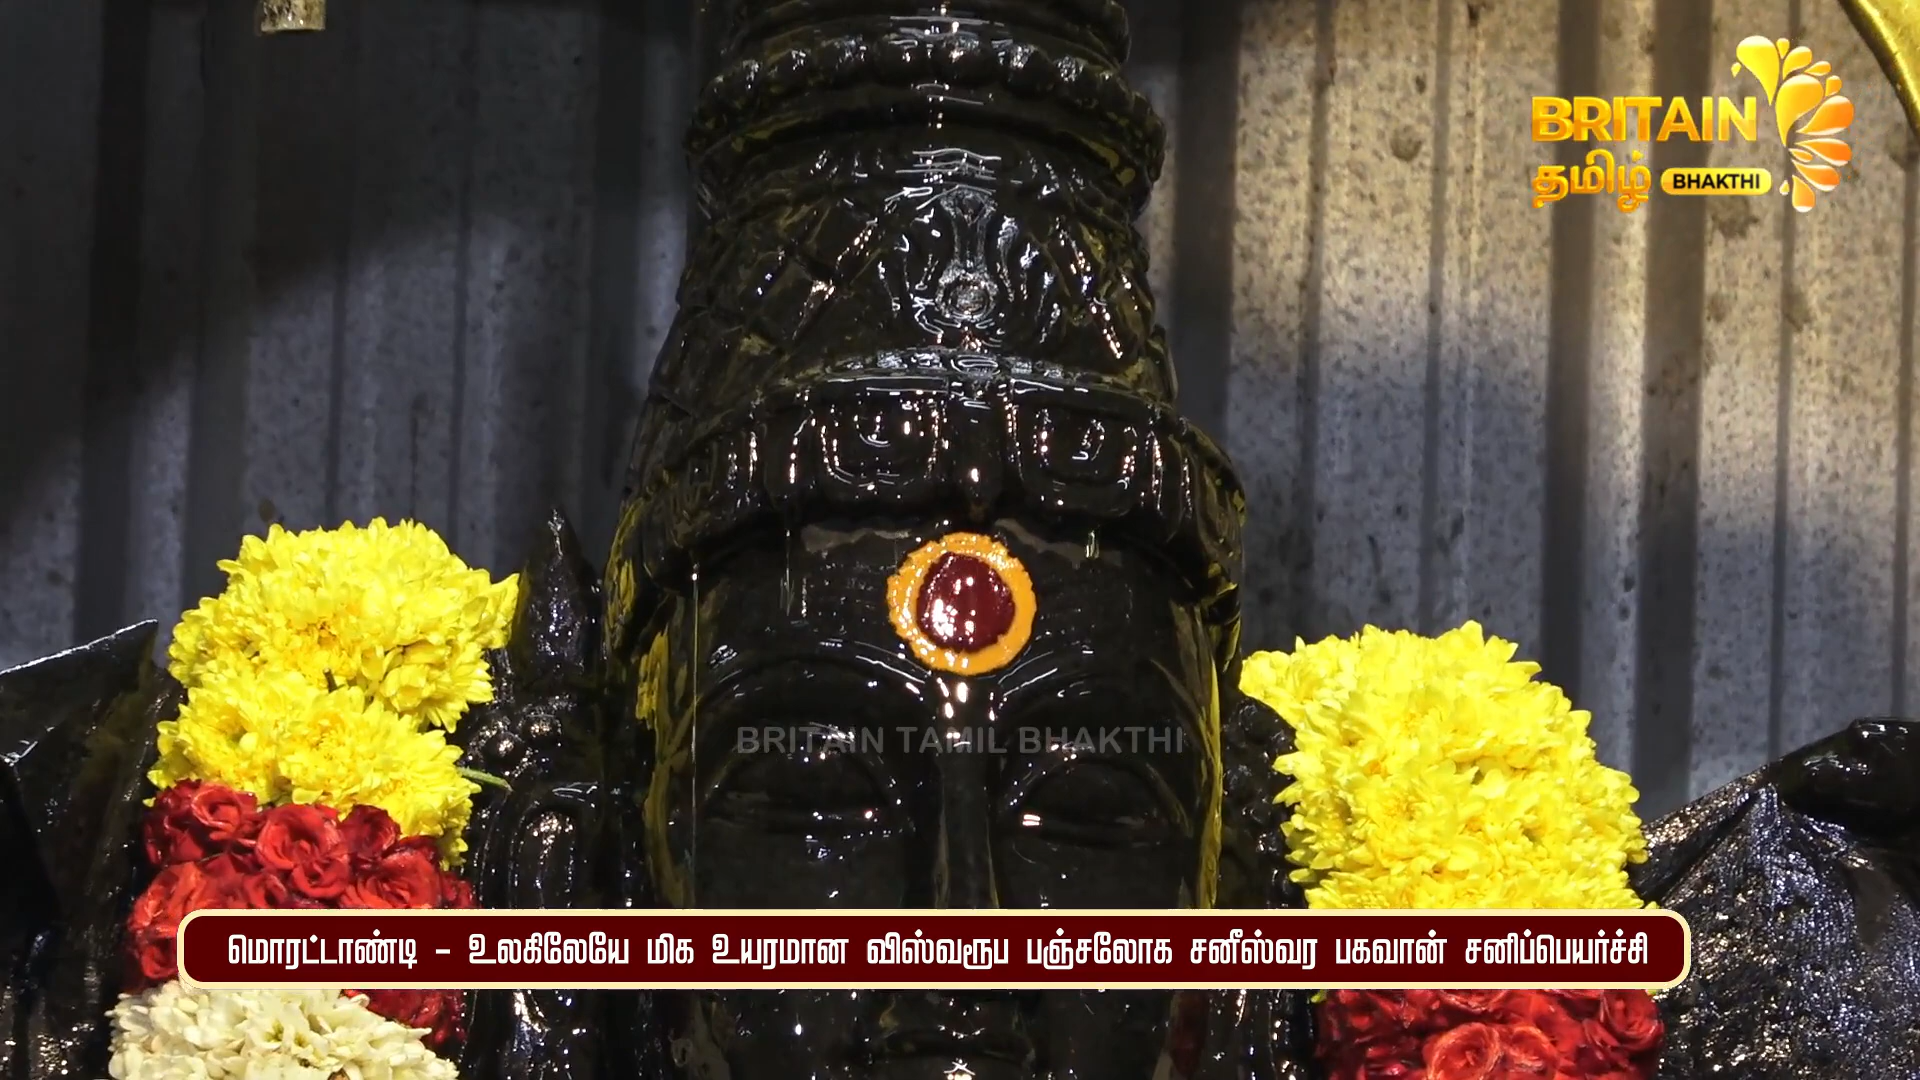 BRITAIN
தமிழ் BHAKTHI
BRITAIN TAMIL BHAKTHI
மொரட்டாண்டி - உலகிலேயே மிக உயரமான விஸ்வரூப பஞ்சலோக சனீஸ்வர பகவான் சனிப்பெயர்ச்சி